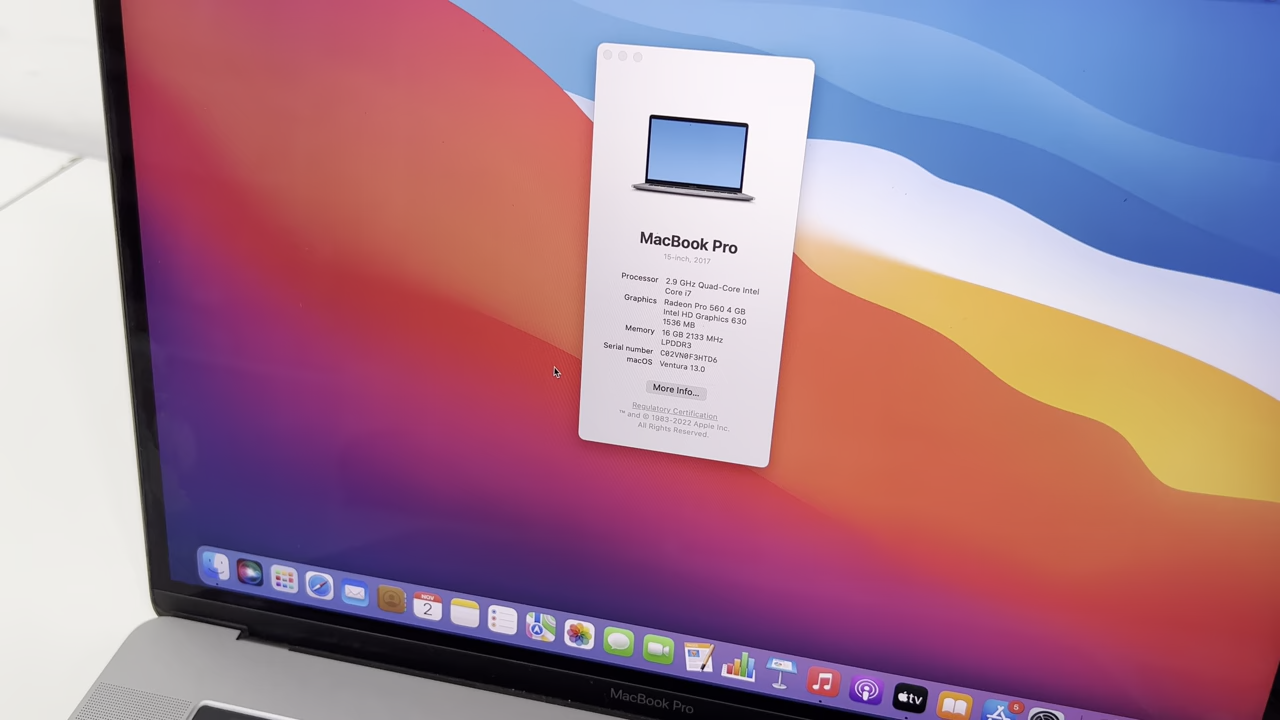 MacBook Pro
15-inch, 2017
Processor 2.9 GHz Quad-Core Intel
Core i7
Graphics Radeon Pro 560 4 GB
Intel HD Graphics 630
1536 MB
Memory 16 GB 2133 MHz
LPDDR3
Serial number C02VN0F3HTD6
macOS Ventura 13.0
More Info...
Regulatory Certification
™ and © 1983-2022 Apple Inc.
All Rights Reserved.
NOV
2
tv
5
MacBook Pro